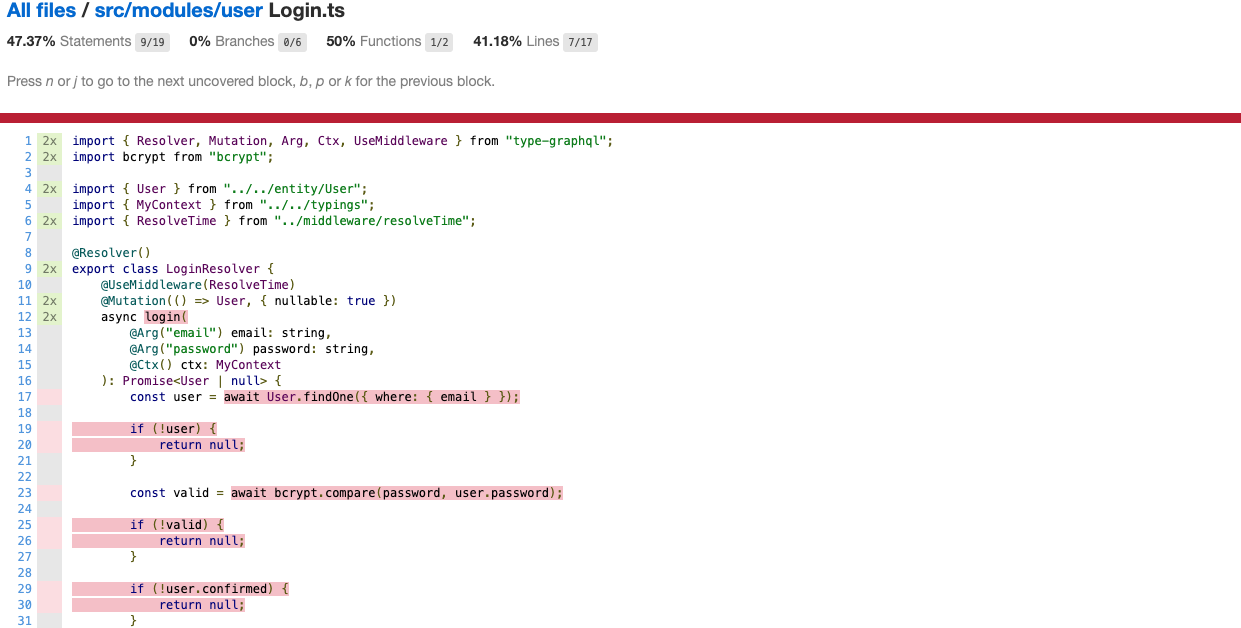 All files / src/modules/user Login.ts
47.37% Statements 9/19 0% Branches 0/6 50% Functions 1/2 41.18% Lines 7/17
Press n or j to go to the next uncovered block, b, p or k for the previous block.
1 2x import { Resolver, Mutation, Arg, Ctx, UseMiddleware } from "type-graphql";
2 2x import bcrypt from "bcrypt";
3
4 2x import { User } from "../../entity/User";
5 import { MyContext } from "../../typings";
6 2x import { ResolveTime } from "../middleware/resolveTime";
7
8 @Resolver()
9 2x export class LoginResolver {
10 @UseMiddleware(ResolveTime)
11 2x @Mutation(() => User, { nullable: true })
12 2x async login(
13 @Arg("email") email: string,
14 @Arg("password") password: string,
15 @Ctx() ctx: MyContext
16 ): Promise<User | null> {
17 const user = await User.findOne({ where: { email } });
18
19 if (!user) {
20 return null;
21 }
22
23 const valid = await bcrypt.compare(password, user.password);
24
25 if (!valid) {
26 return null;
27 }
28
29 if (!user.confirmed) {
30 return null;
31 }